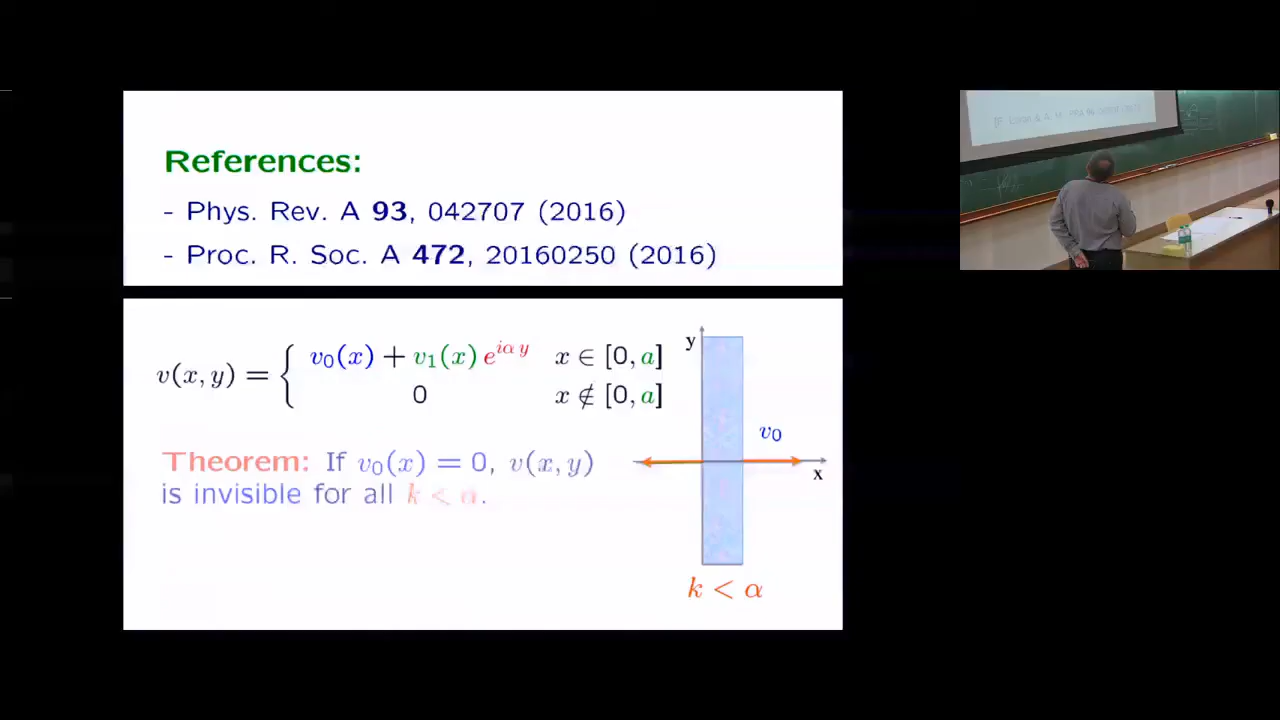 References:
- Phys. Rev. A 93, 042707 (2016)
- Proc. R. Soc. A 472, 20160250 (2016)
v(x, y) = { v₀(x) + v₁(x) e^{iα y} x ∈ [0, a]
0 x ∉ [0, a]
Theorem: If v₀(x) = 0, v(x, y)
is invisible for all k < α.
y
v₀
x
k < α